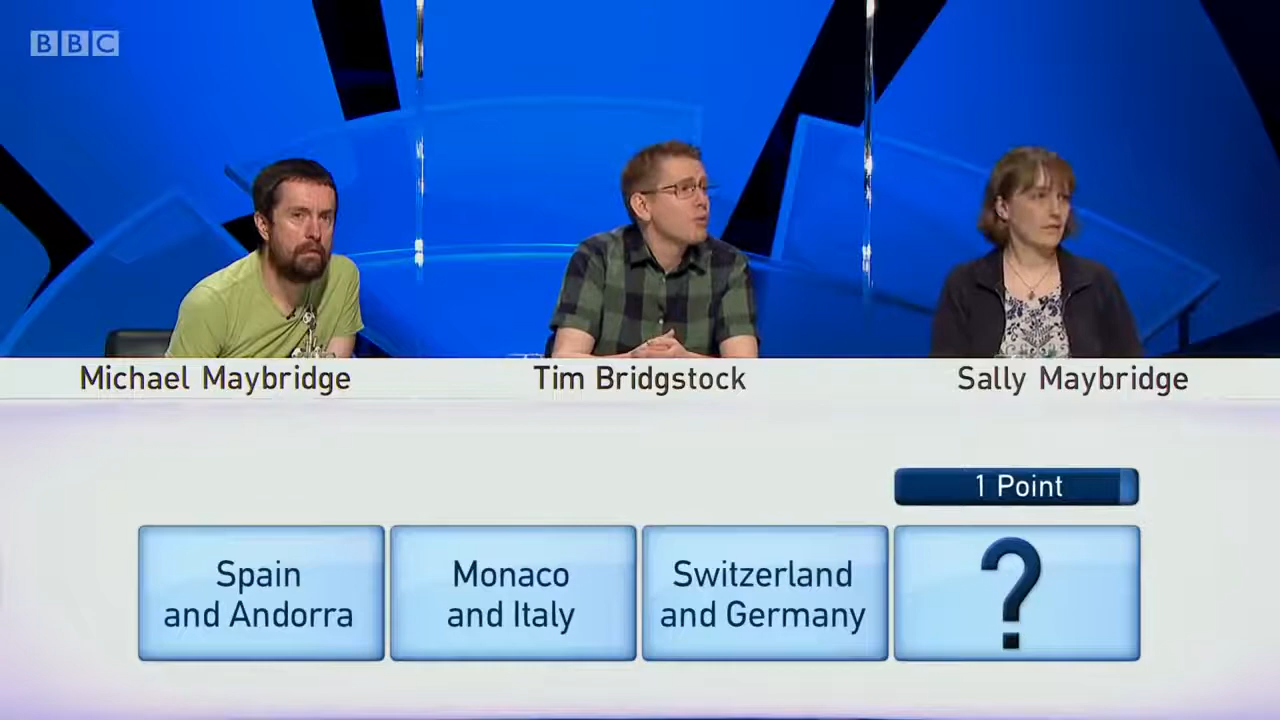 BBC
Michael Maybridge
Tim Bridgstock
Sally Maybridge
1 Point
Spain
and Andorra
Monaco
and Italy
Switzerland
and Germany
?